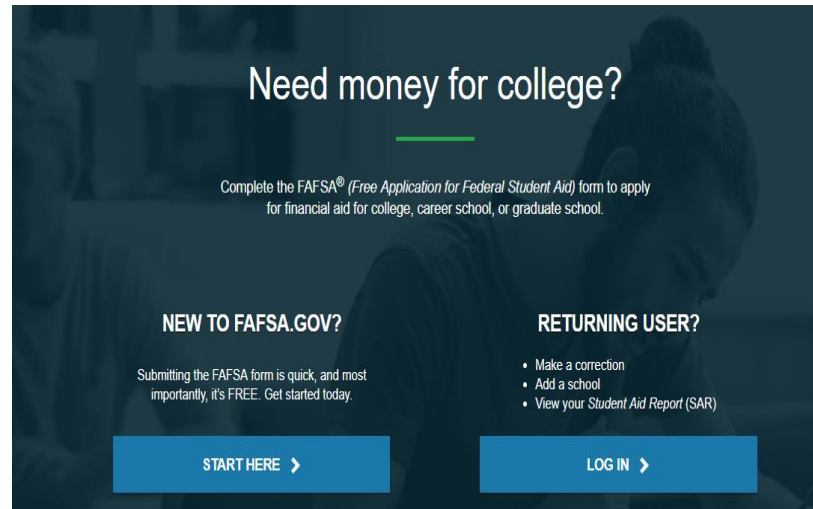 Need money for college?
Complete the FAFSA® (Free Application for Federal Student Aid) form to apply
for financial aid for college, career school, or graduate school.
NEW TO FAFSA.GOV?
Submitting the FAFSA form is quick, and most
importantly, it's FREE. Get started today.
START HERE
RETURNING USER?
• Make a correction
• Add a school
• View your Student Aid Report (SAR)
LOG IN